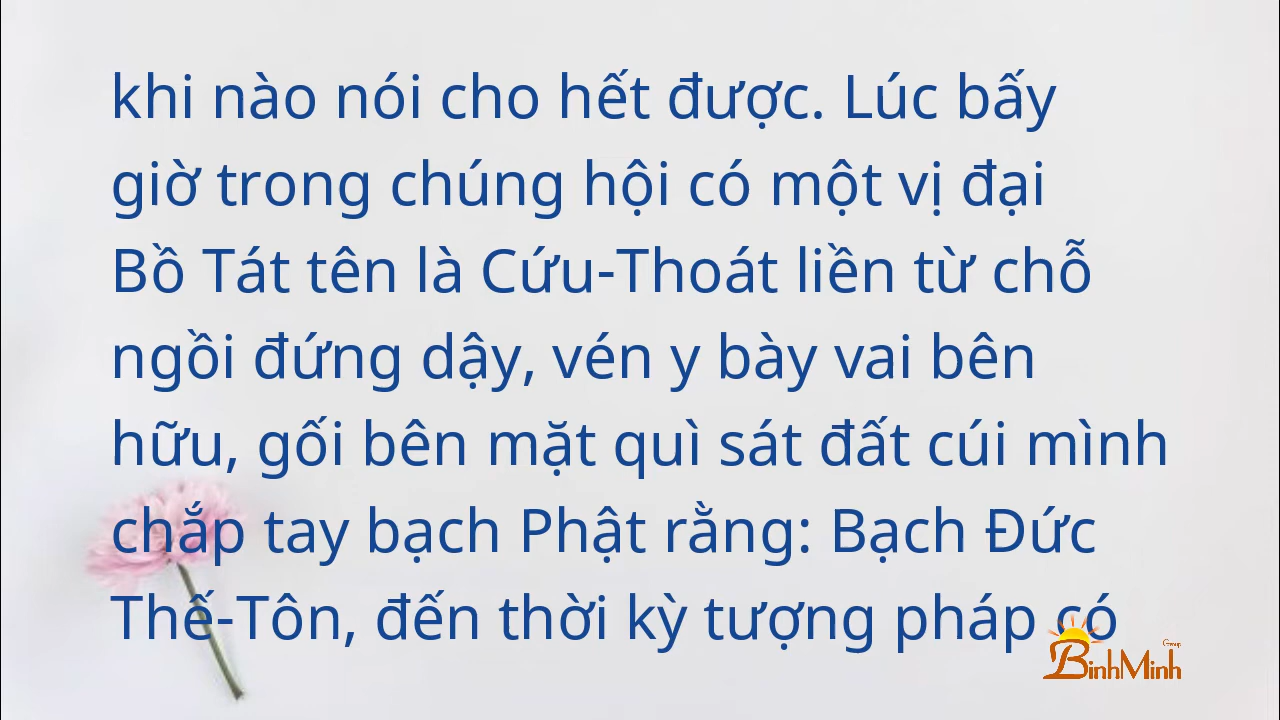 khi nào nói cho hết được. Lúc bấy
giờ trong chúng hội có một vị đại
Bồ Tát tên là Cứu-Thoát liền từ chỗ
ngồi đứng dậy, vén y bày vai bên
hữu, gối bên mặt quì sát đất cúi mình
chắp tay bạch Phật rằng: Bạch Đức
Thế-Tôn, đến thời kỳ tượng pháp có
Group
BinhMinh